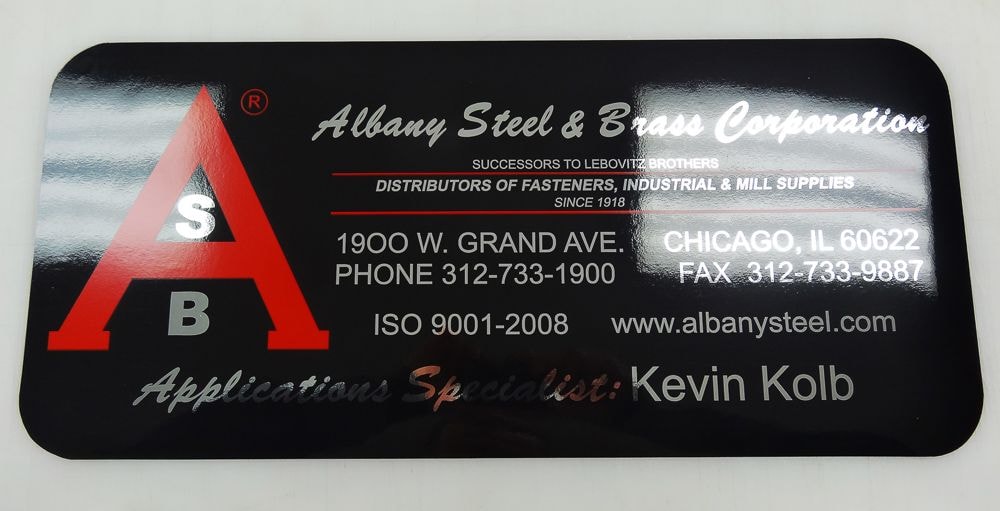 A S B ®
Albany Steel & Brass Corporation
SUCCESSORS TO LEBOVITZ BROTHERS
DISTRIBUTORS OF FASTENERS, INDUSTRIAL & MILL SUPPLIES
SINCE 1918
19OO W. GRAND AVE. CHICAGO, IL 60622
PHONE 312-733-1900 FAX 312-733-9887
ISO 9001-2008 www.albanysteel.com
Applications Specialist: Kevin Kolb